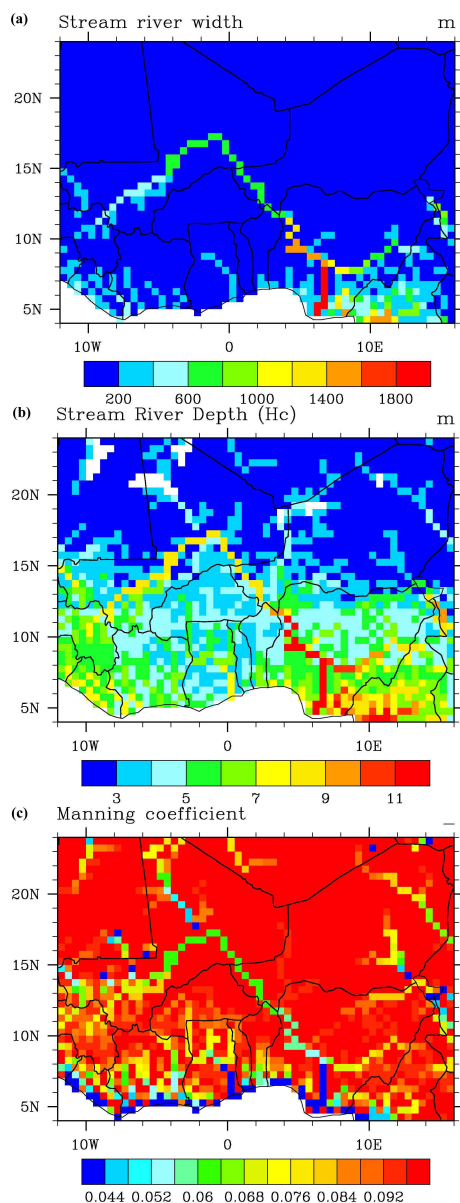 (a)
Stream river width m
20N
15N
10N
5N
10W 0 10E
200 600 1000 1400 1800
(b)
Stream River Depth (Hc) m
20N
15N
10N
5N
10W 0 10E
3 5 7 9 11
(c)
Manning coefficient _
20N
15N
10N
5N
10W 0 10E
0.044 0.052 0.06 0.068 0.076 0.084 0.092